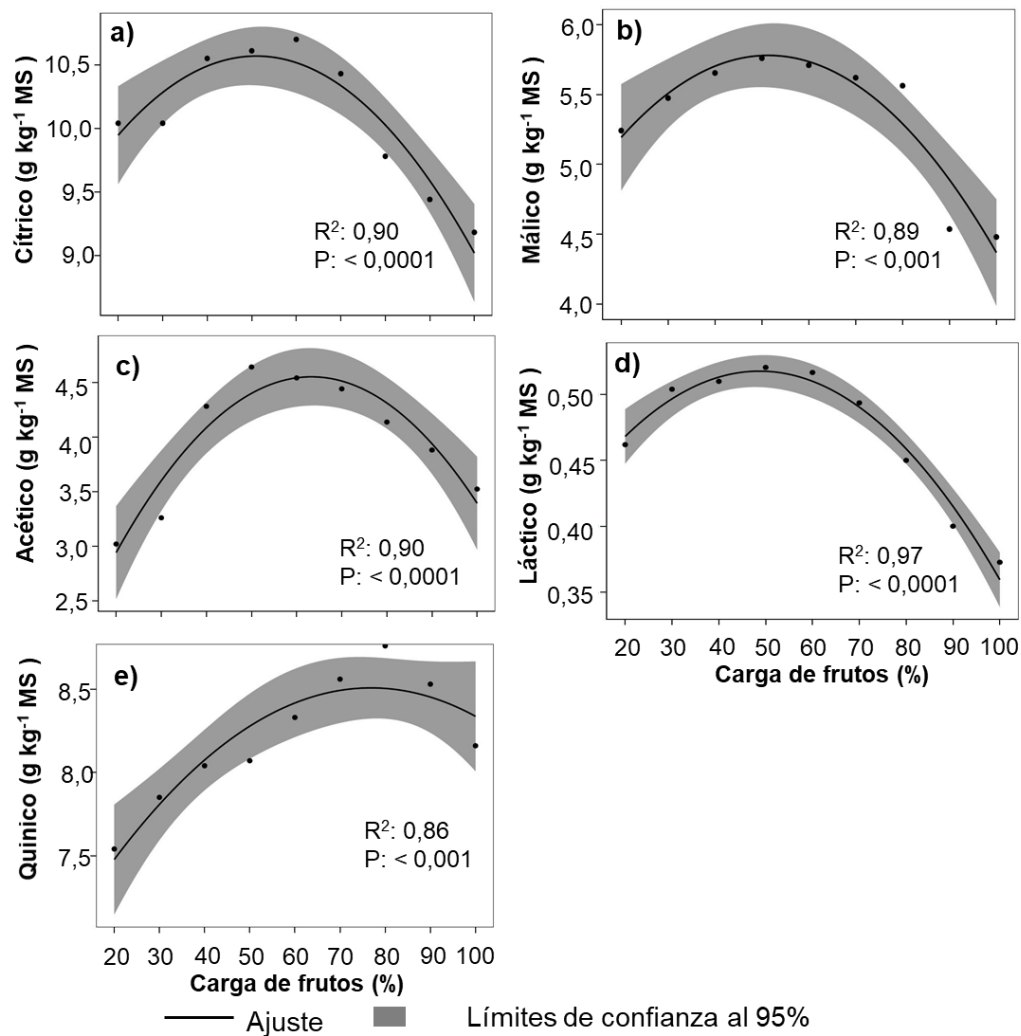 a)
Cítrico (g kg⁻¹ MS)
10,5
10,0
9,5
9,0
R²: 0,90
P: < 0,0001
b)
Málico (g kg⁻¹ MS )
6,0
5,5
5,0
4,5
4,0
R²: 0,89
P: < 0,001
c)
Acético (g kg⁻¹ MS )
4,5
4,0
3,5
3,0
2,5
R²: 0,90
P: < 0,0001
d)
Láctico (g kg⁻¹ MS )
0,50
0,45
0,40
0,35
R²: 0,97
P: < 0,0001
20 30 40 50 60 70 80 90 100
Carga de frutos (%)
e)
Quinico (g kg⁻¹ MS )
8,5
8,0
7,5
R²: 0,86
P: < 0,001
20 30 40 50 60 70 80 90 100
Carga de frutos (%)
Ajuste Límites de confianza al 95%